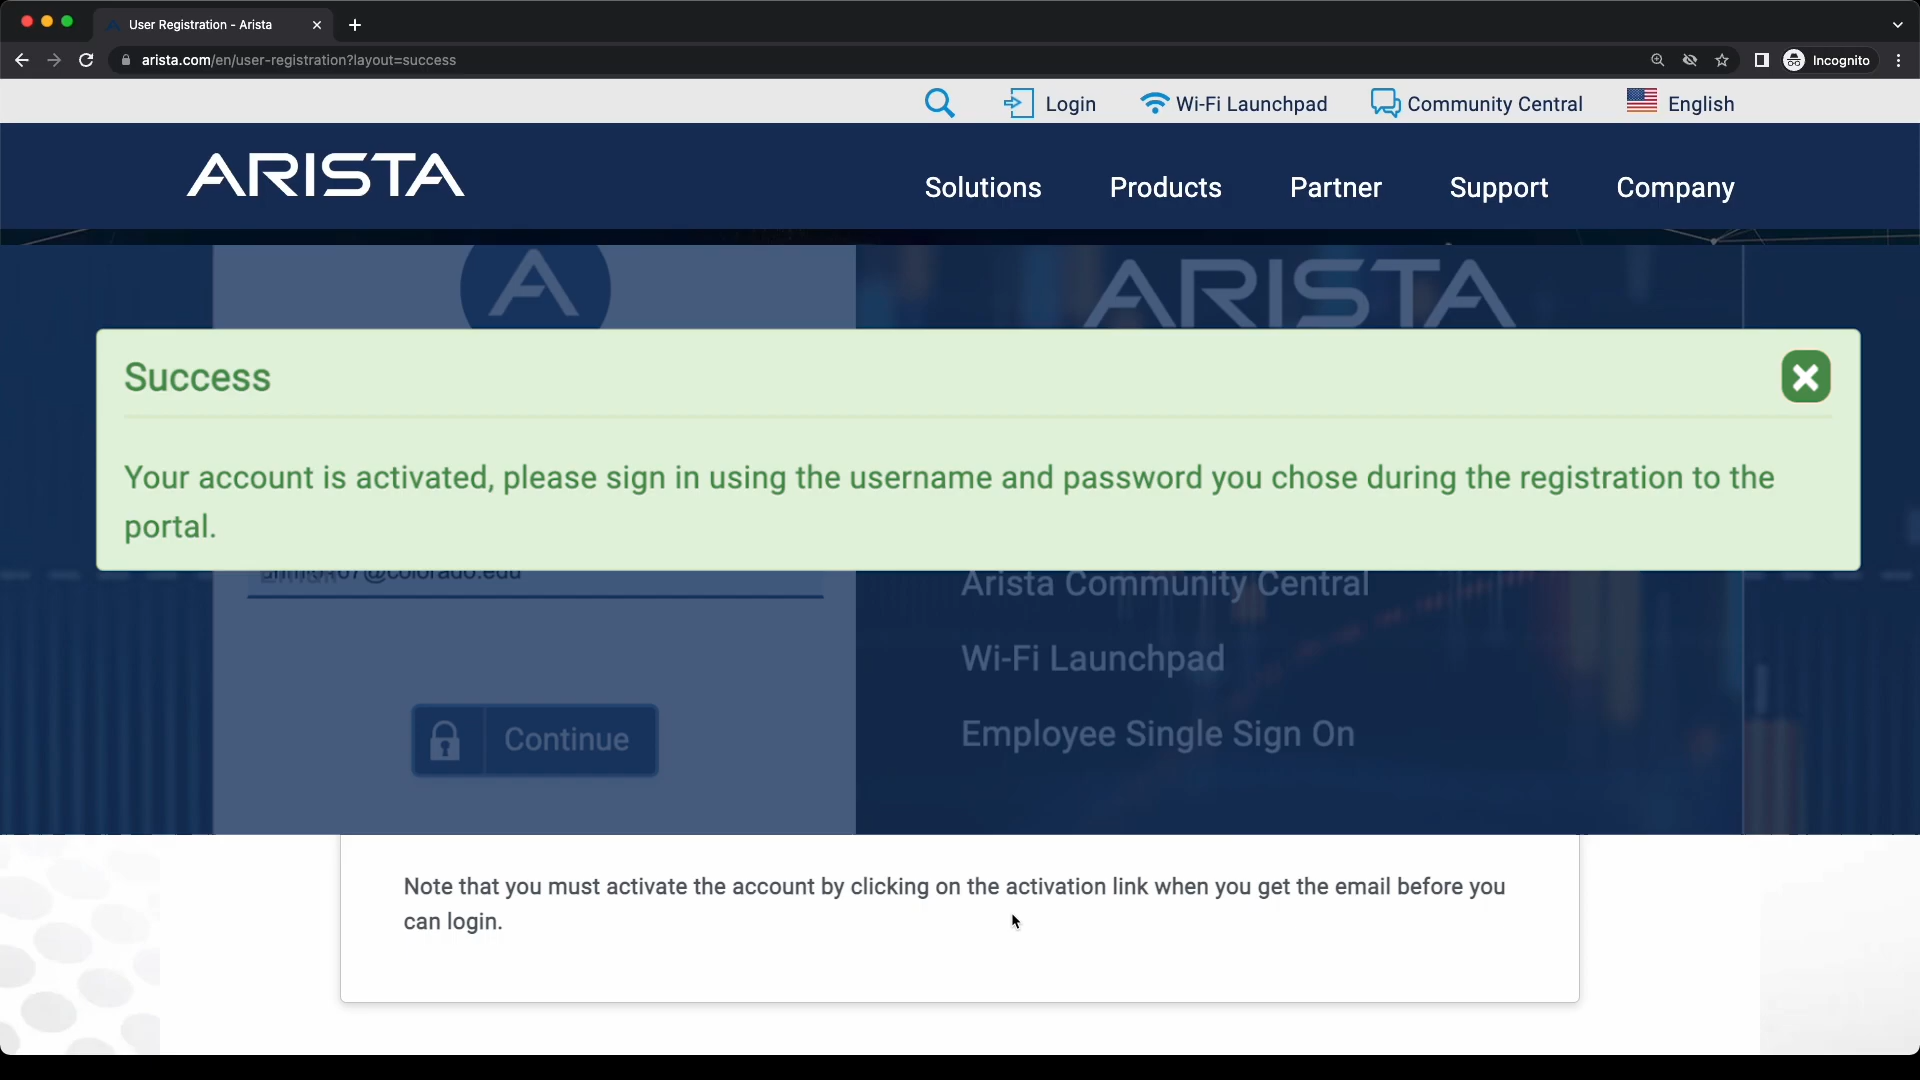 User Registration - Arista
arista.com/en/user-registration?layout=success
Incognito
Login
Wi-Fi Launchpad
Community Central
English
ARISTA
Solutions
Products
Partner
Support
Company
ARISTA
Success
Your account is activated, please sign in using the username and password you chose during the registration to the
portal.
Arista Community Central
Wi-Fi Launchpad
Employee Single Sign On
Continue
Note that you must activate the account by clicking on the activation link when you get the email before you
can login.